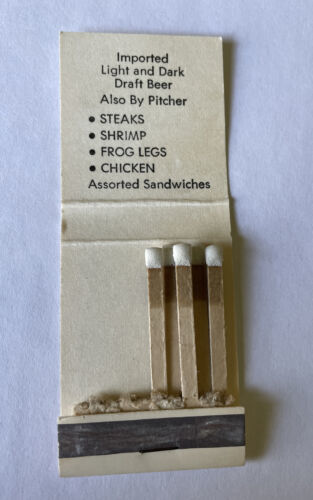 Imported
Light and Dark
Draft Beer
Also By Pitcher
• STEAKS
• SHRIMP
• FROG LEGS
• CHICKEN
Assorted Sandwiches